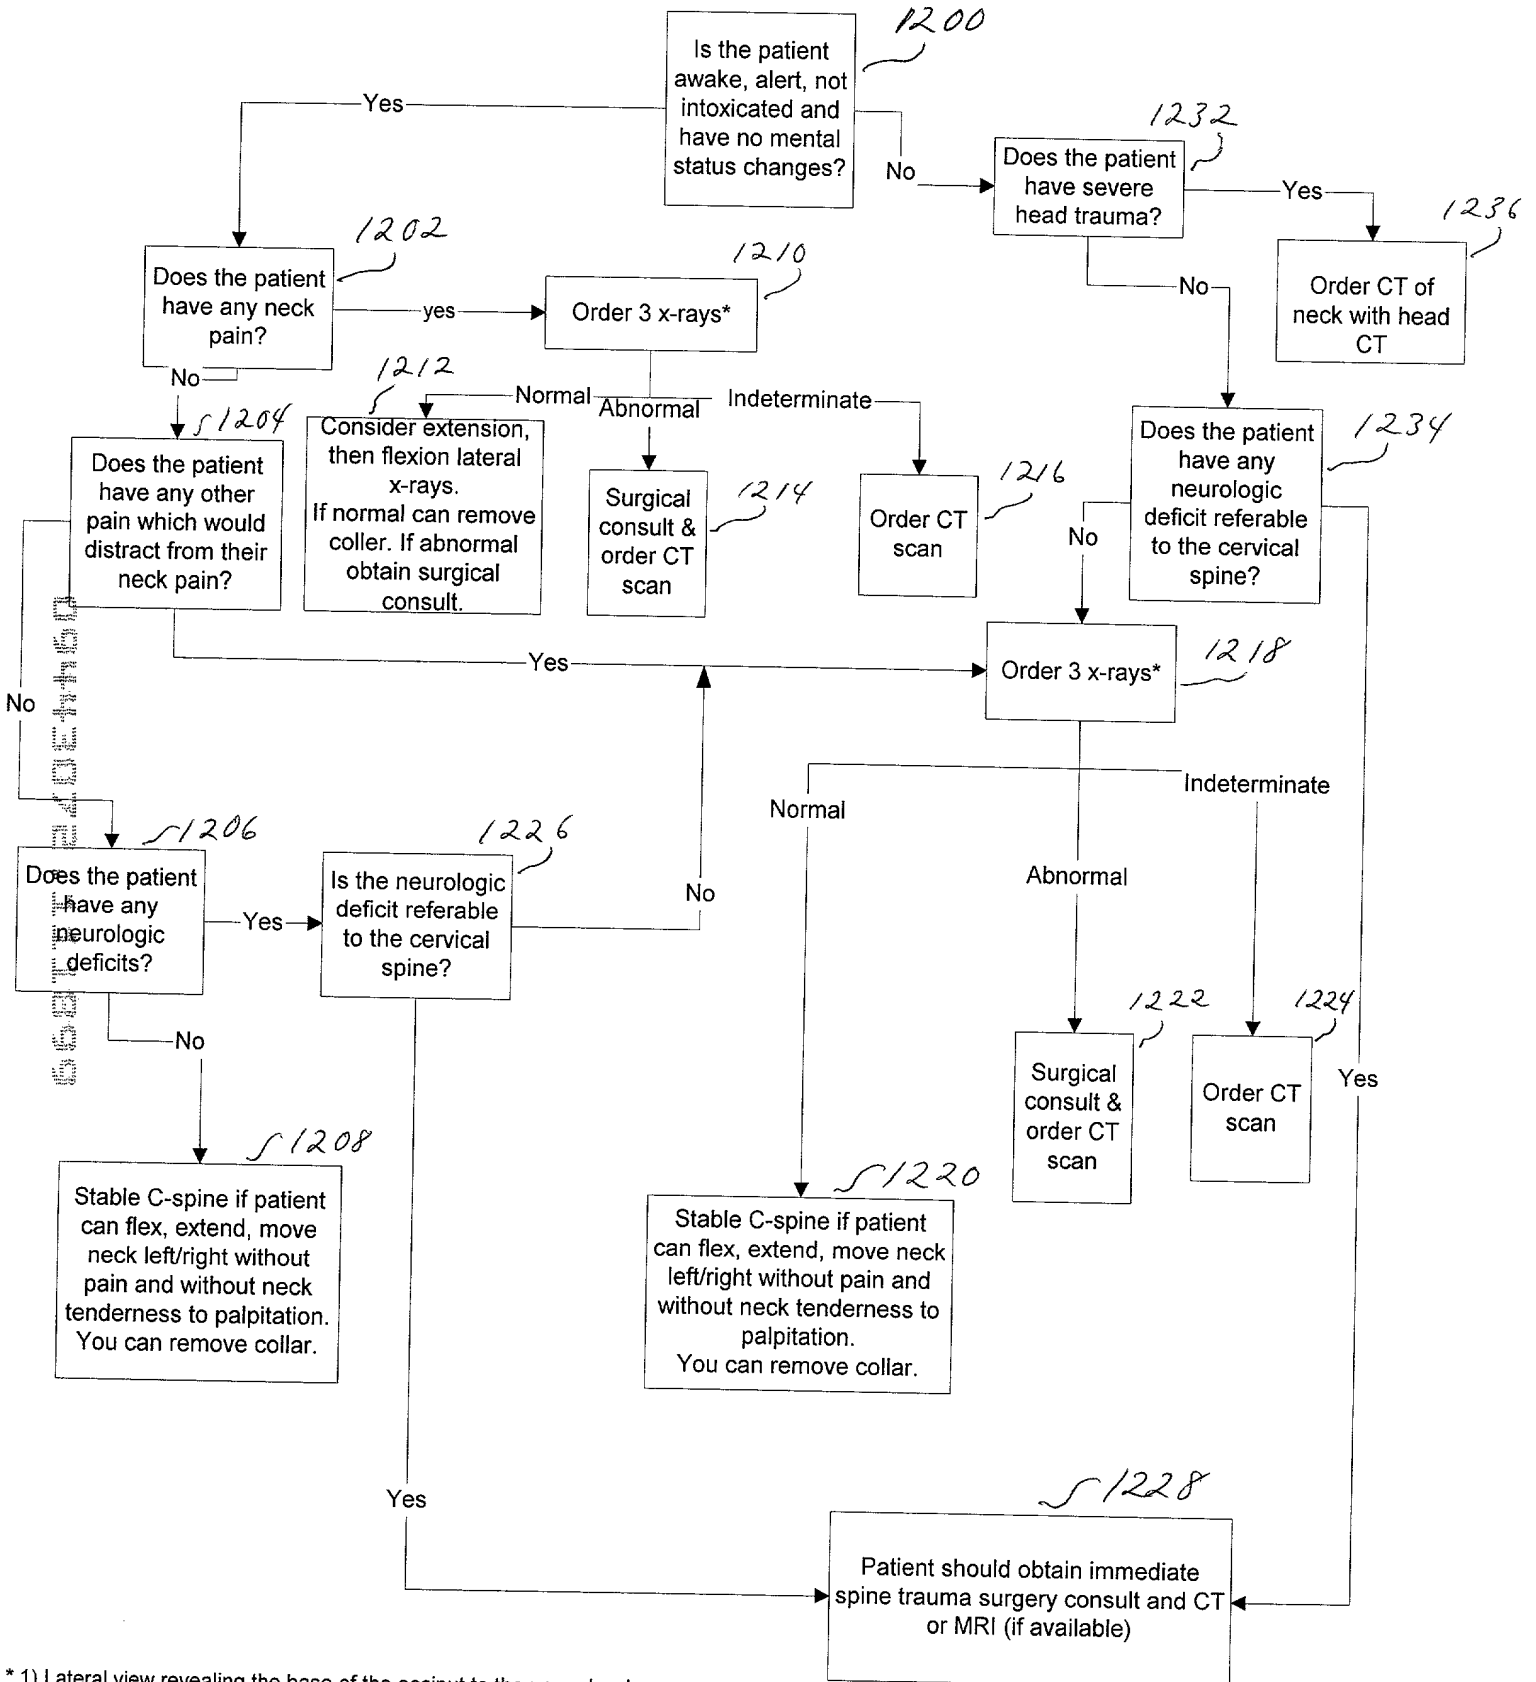 1200
Is the patient
awake, alert, not
intoxicated and
have no mental
status changes?
Yes
No
1232
Does the patient
have severe
head trauma?
Yes
1236
Order CT of
neck with head
CT
No
1202
Does the patient
have any neck
pain?
yes
1210
Order 3 x-rays*
No
1212
Normal
Abnormal
Indeterminate
Consider extension,
then flexion lateral
x-rays.
If normal can remove
coller. If abnormal
obtain surgical
consult.
1214
Surgical
consult &
order CT
scan
1216
Order CT
scan
1234
Does the patient
have any
neurologic
deficit referable
to the cervical
spine?
No
1204
Does the patient
have any other
pain which would
distract from their
neck pain?
Yes
1218
Order 3 x-rays*
No
Normal
Abnormal
Indeterminate
1206
Does the patient
have any
neurologic
deficits?
Yes
1226
Is the neurologic
deficit referable
to the cervical
spine?
No
No
1222
Surgical
consult &
order CT
scan
1224
Order CT
scan
Yes
1208
Stable C-spine if patient
can flex, extend, move
neck left/right without
pain and without neck
tenderness to palpitation.
You can remove collar.
1220
Stable C-spine if patient
can flex, extend, move neck
left/right without pain and
without neck tenderness to
palpitation.
You can remove collar.
Yes
1228
Patient should obtain immediate
spine trauma surgery consult and CT
or MRI (if available)
* 1) Lateral view revealing the base of the occiput to the